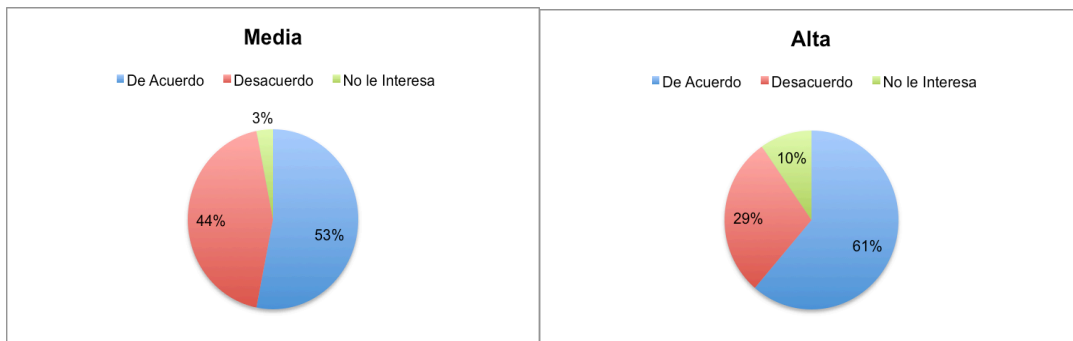 Media
De Acuerdo Desacuerdo No le Interesa
3%
44%
53%
Alta
De Acuerdo Desacuerdo No le Interesa
10%
29%
61%